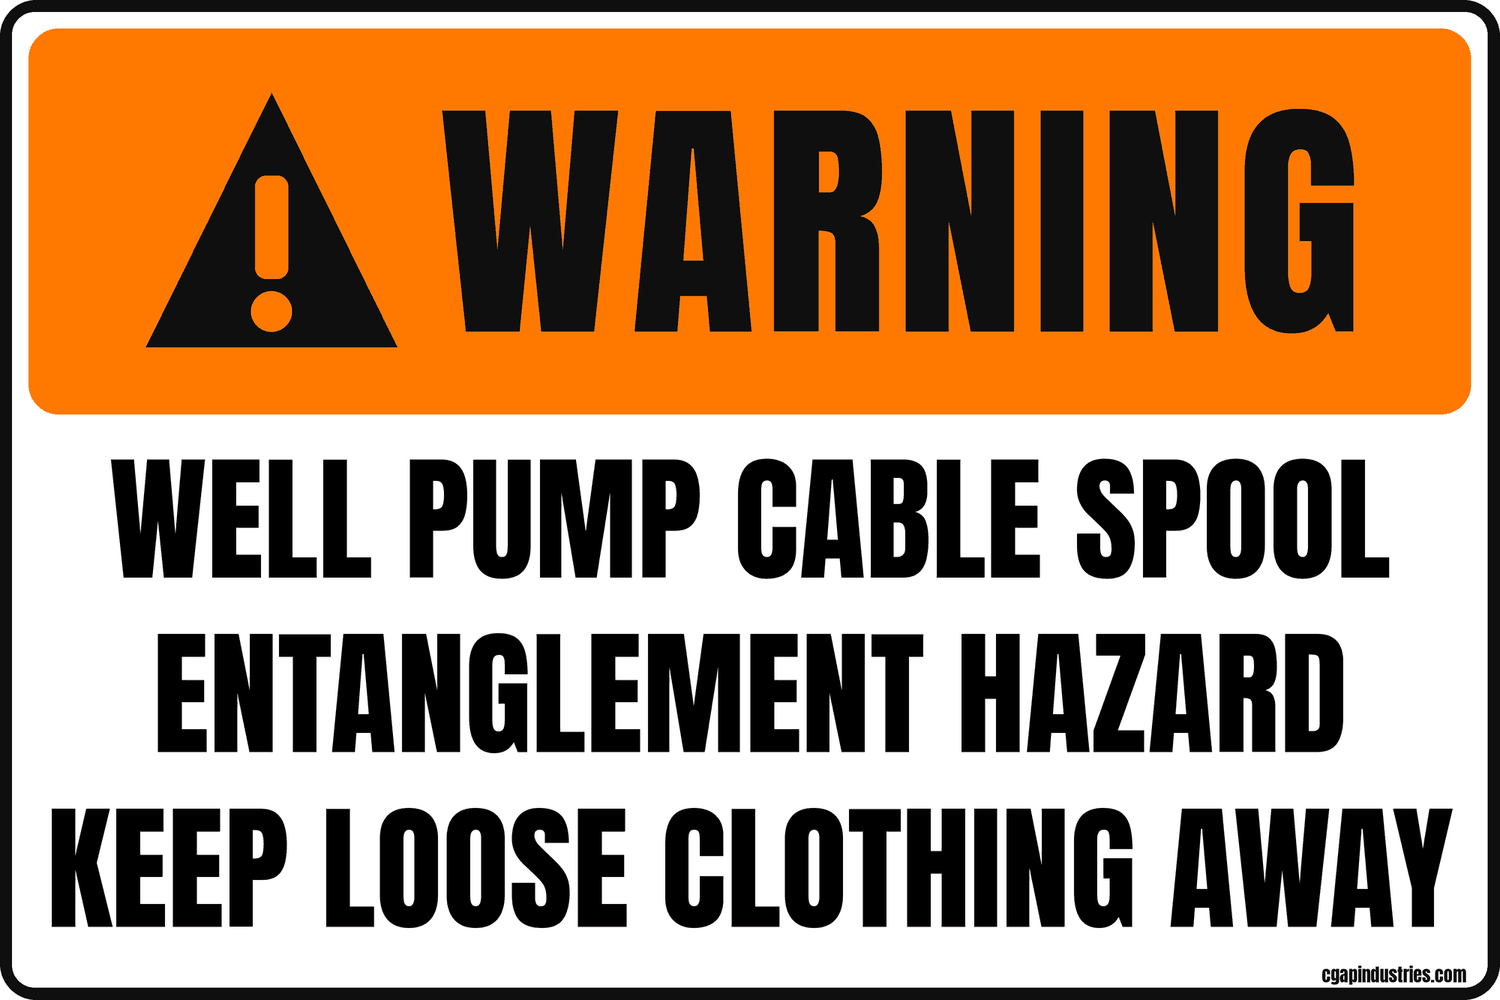 WARNING
WELL PUMP CABLE SPOOL
ENTANGLEMENT HAZARD
KEEP LOOSE CLOTHING AWAY
cgapindustries.com